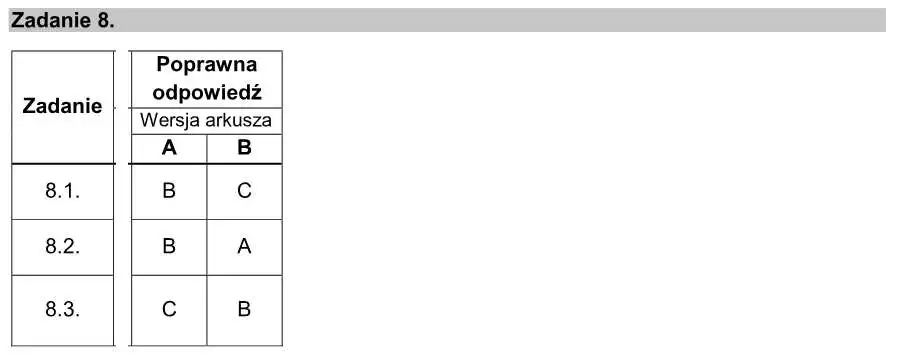 Zadanie 8.
Zadanie
Poprawna
odpowiedź
Wersja arkusza
A B
8.1. B C
8.2. B A
8.3. C B